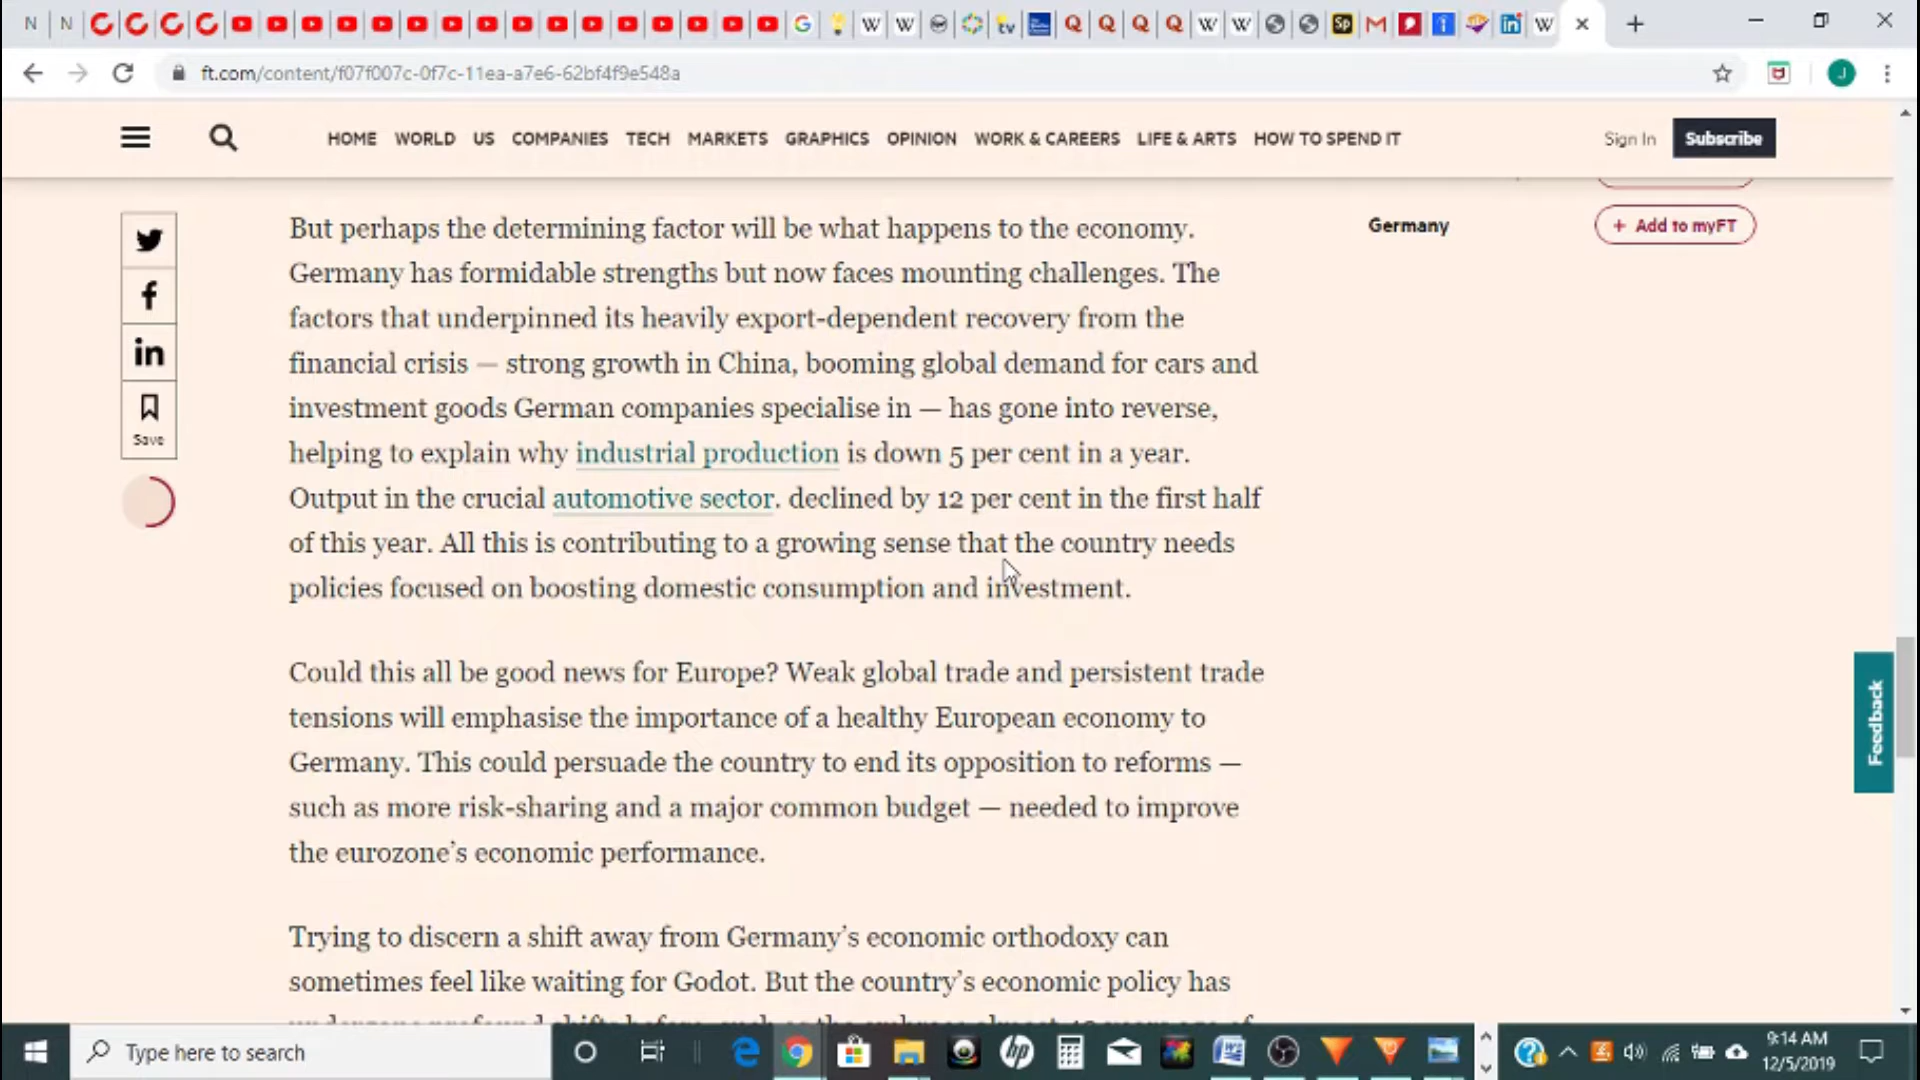 ft.com/content/f07f007c-0f7c-11ea-a7e6-62bf4f9e548a
HOME WORLD US COMPANIES TECH MARKETS GRAPHICS OPINION WORK & CAREERS LIFE & ARTS HOW TO SPEND IT
Sign In Subscribe
Save
But perhaps the determining factor will be what happens to the economy.
Germany has formidable strengths but now faces mounting challenges. The
factors that underpinned its heavily export-dependent recovery from the
financial crisis — strong growth in China, booming global demand for cars and
investment goods German companies specialise in — has gone into reverse,
helping to explain why industrial production is down 5 per cent in a year.
Output in the crucial automotive sector. declined by 12 per cent in the first half
of this year. All this is contributing to a growing sense that the country needs
policies focused on boosting domestic consumption and investment.
Could this all be good news for Europe? Weak global trade and persistent trade
tensions will emphasise the importance of a healthy European economy to
Germany. This could persuade the country to end its opposition to reforms —
such as more risk-sharing and a major common budget — needed to improve
the eurozone's economic performance.
Trying to discern a shift away from Germany's economic orthodoxy can
sometimes feel like waiting for Godot. But the country's economic policy has
Germany
+ Add to myFT
Feedback
Type here to search
9:14 AM
12/5/2019